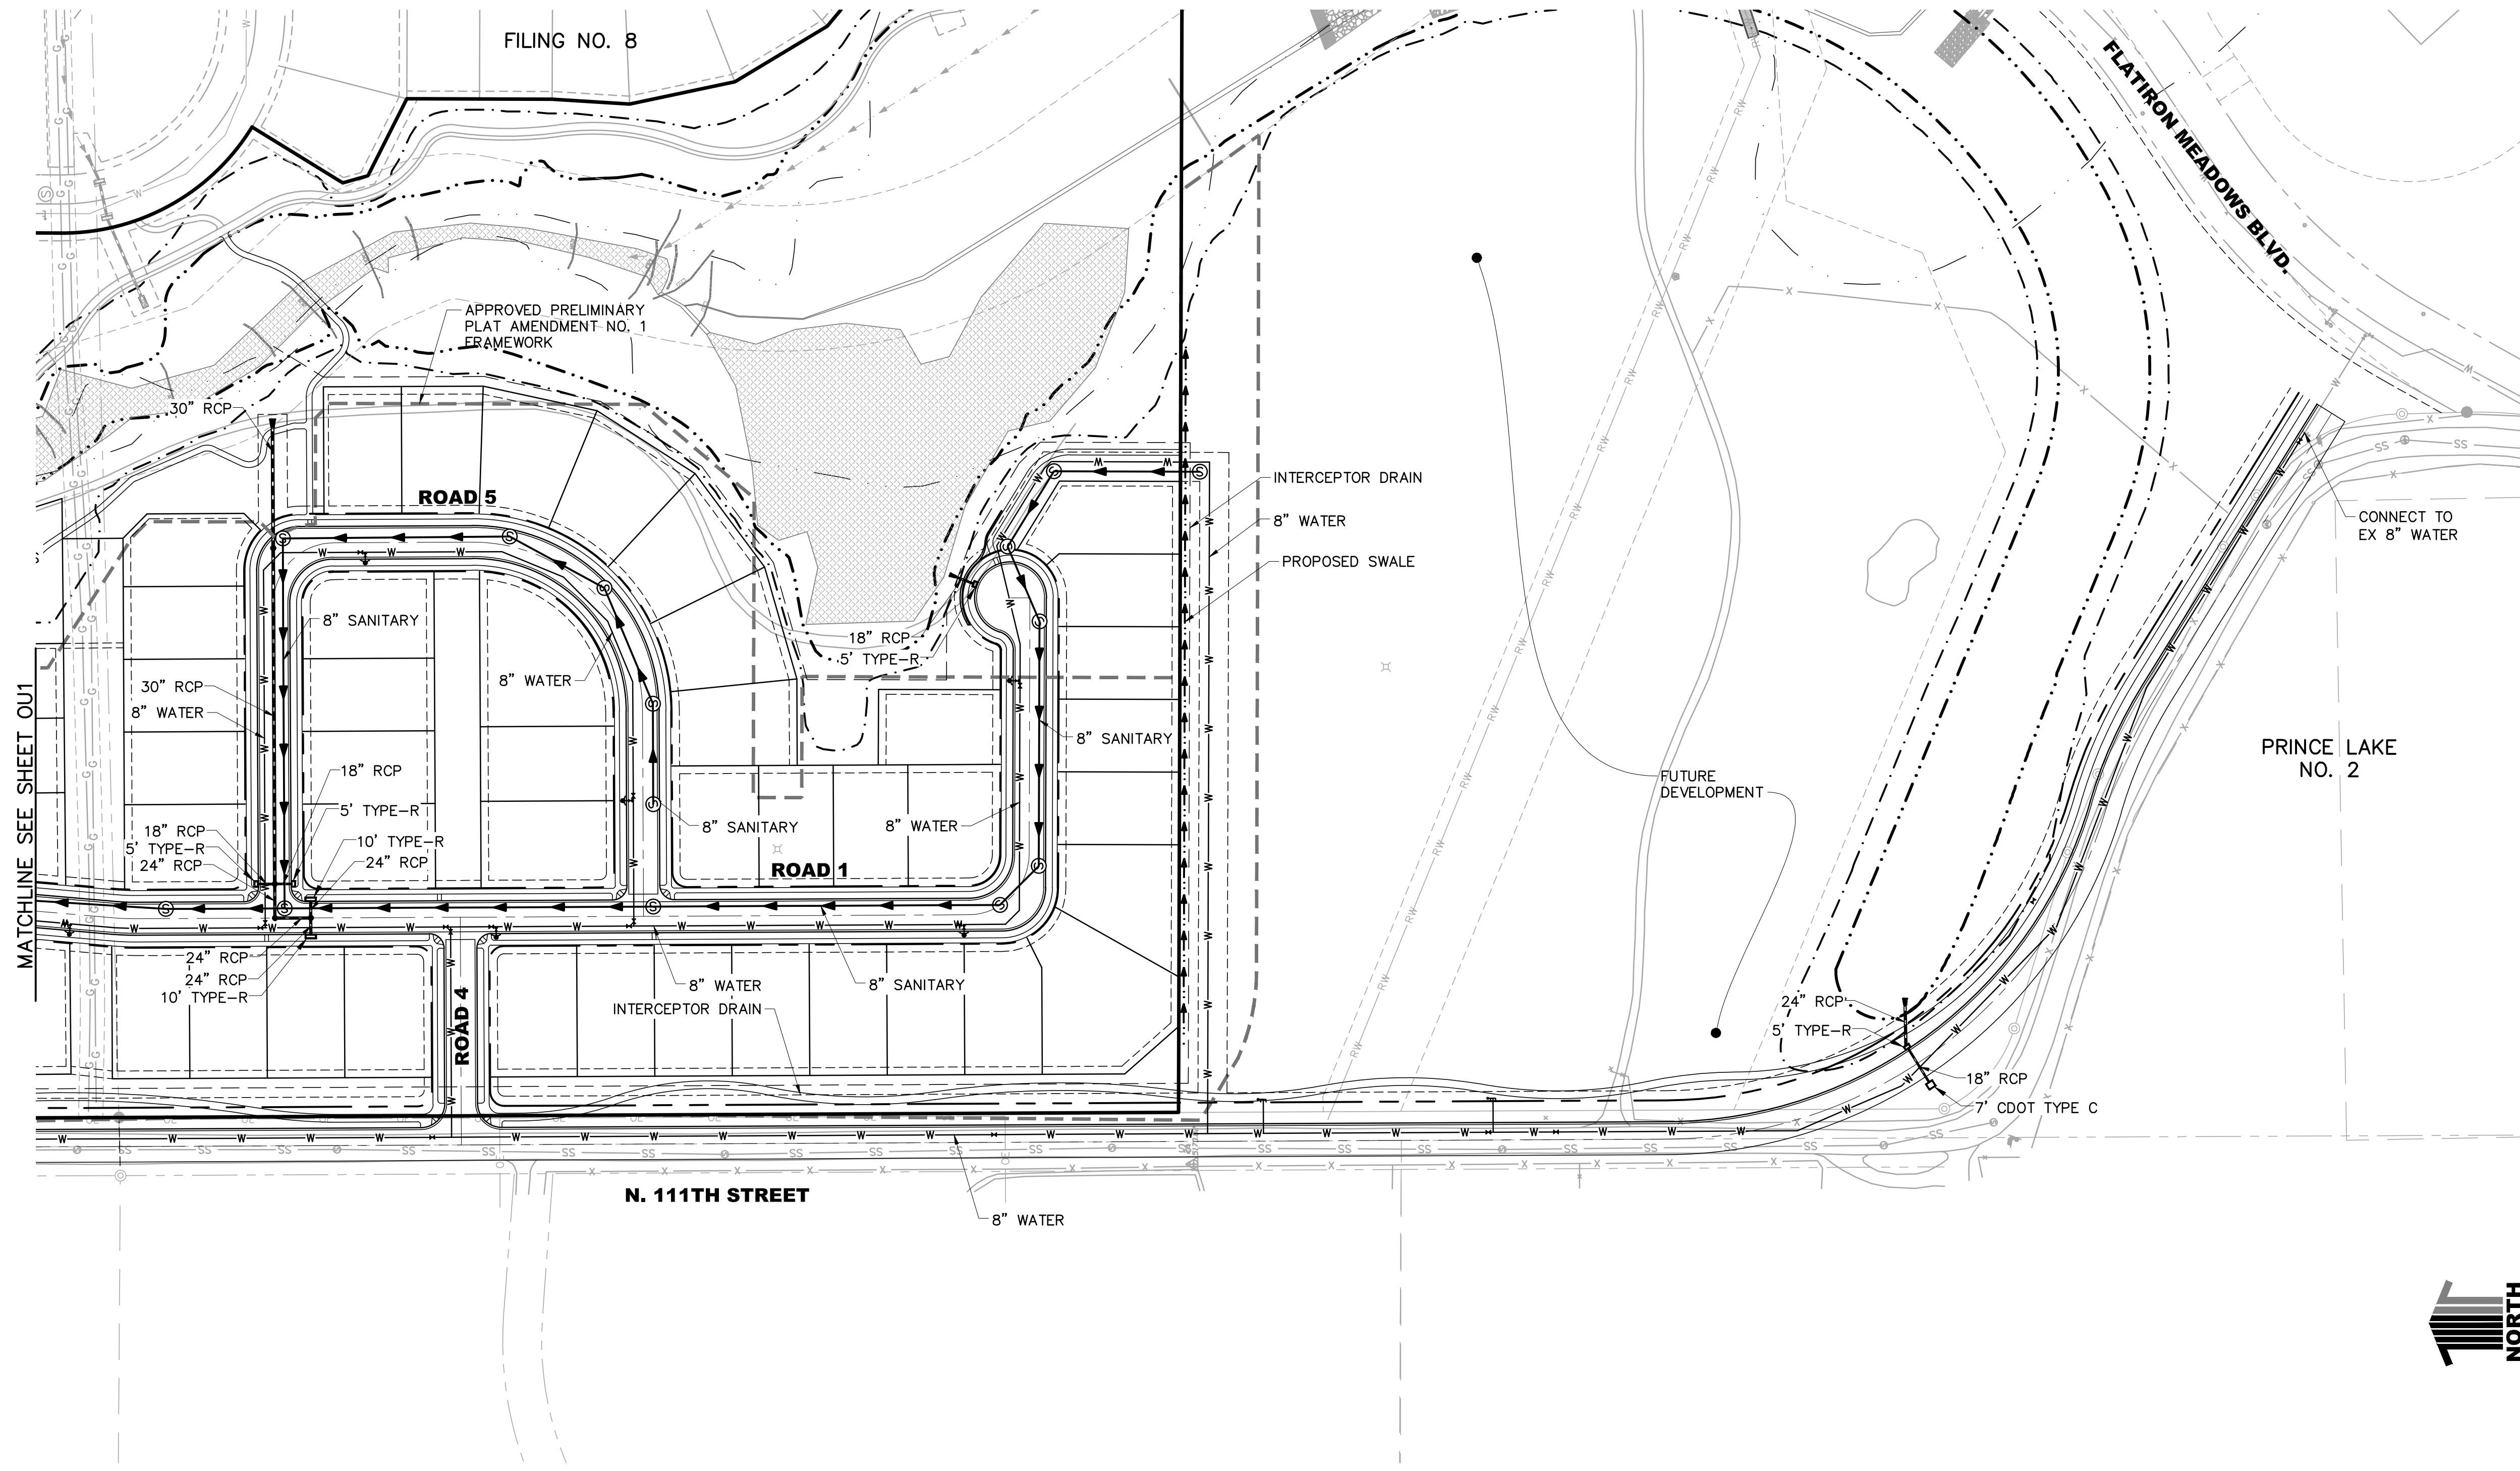 FILING NO. 8
FLATIRON MEADOWS BLVD.
APPROVED PRELIMINARY
PLAT AMENDMENT NO. 1
FRAMEWORK
30" RCP
ROAD 5
INTERCEPTOR DRAIN
8" WATER
PROPOSED SWALE
CONNECT TO
EX 8" WATER
8" SANITARY
18" RCP
5' TYPE-R
8" WATER
30" RCP
8" WATER
8" SANITARY
PRINCE LAKE
NO. 2
MATCHLINE SEE SHEET OU1
18" RCP
5' TYPE-R
FUTURE
DEVELOPMENT
18" RCP
5' TYPE-R
24" RCP
10' TYPE-R
24" RCP
8" SANITARY
8" WATER
ROAD 1
24" RCP
24" RCP
10' TYPE-R
ROAD 4
8" WATER
8" SANITARY
INTERCEPTOR DRAIN
24" RCP
5' TYPE-R
18" RCP
7' CDOT TYPE C
N. 111TH STREET
8" WATER
NORTH